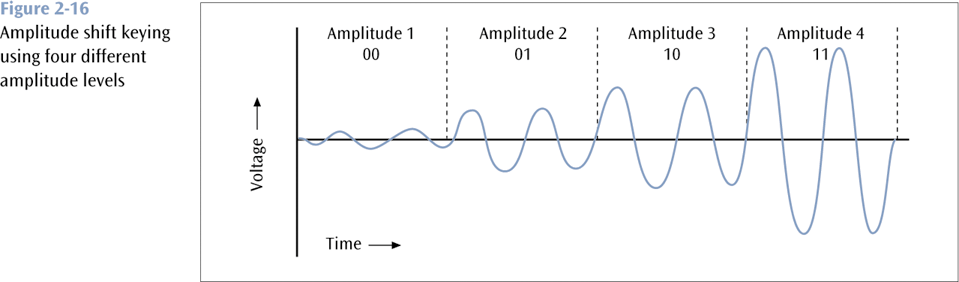 Figure 2-16
Amplitude shift keying
using four different
amplitude levels
Amplitude 1
00
Amplitude 2
01
Amplitude 3
10
Amplitude 4
11
Voltage
Time